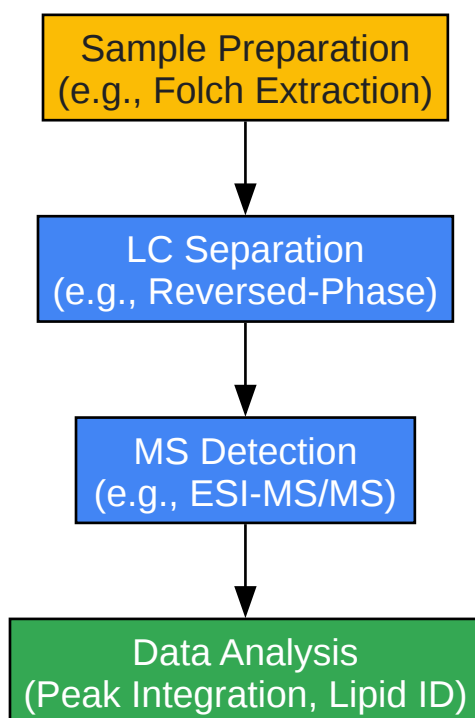 Sample Preparation
(e.g., Folch Extraction)
LC Separation
(e.g., Reversed-Phase)
MS Detection
(e.g., ESI-MS/MS)
Data Analysis
(Peak Integration, Lipid ID)